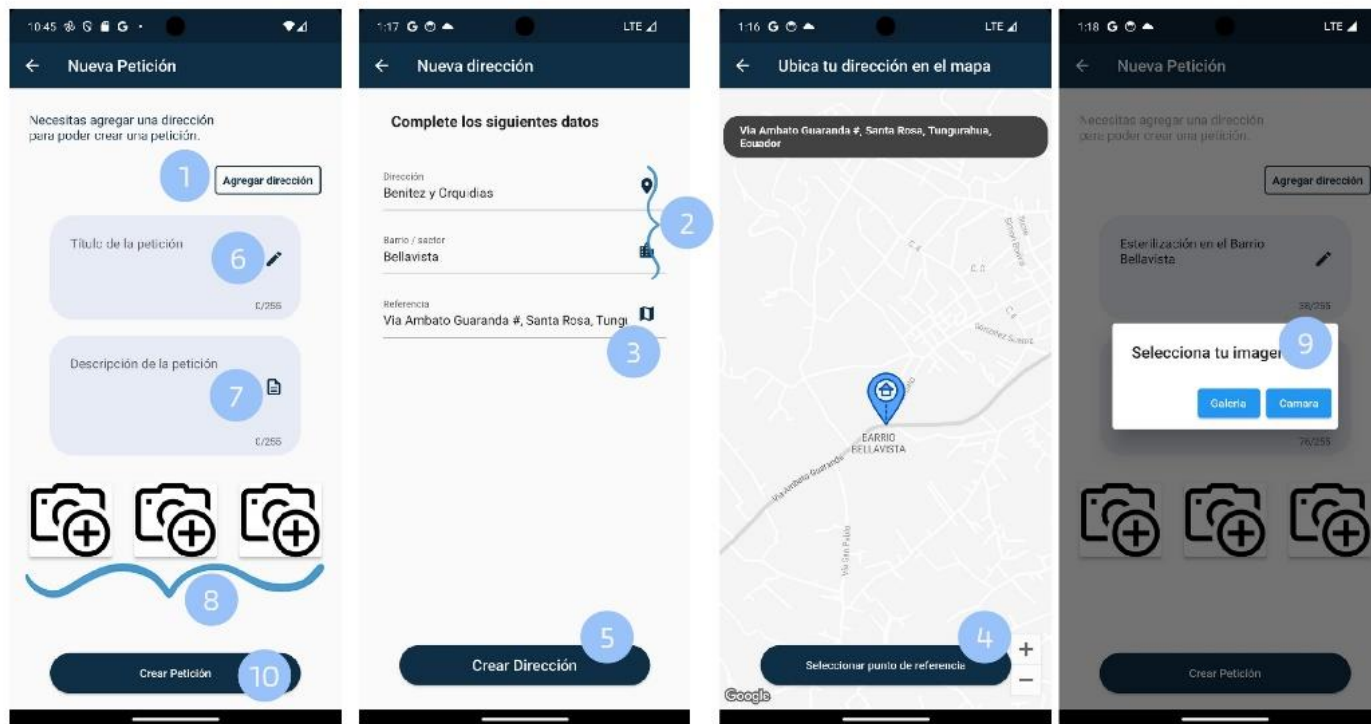 10:45
Nueva Petición
Necesitas agregar una dirección
para poder crear una petición.
1
Agregar dirección
Título de la petición
6
0/255
Descripción de la petición
7
0/255
8
Crear Petición
10
1:17
LTE
Nueva dirección
Complete los siguientes datos
Dirección
Benitez y Orquidias
2
Barrio / sector
Bellavista
Referencia
Via Ambato Guaranda #, Santa Rosa, Tungu
3
5
Crear Dirección
1:16
LTE
Ubica tu dirección en el mapa
Via Ambato Guaranda #, Santa Rosa, Tungurahua,
Ecuador
BARRIO
BELLAVISTA
Via Ambato Guaranda
Via San Pablo
4
Seleccionar punto de referencia
+
−
Google
1:18
LTE
Nueva Petición
Necesitas agregar una dirección
para poder crear una petición.
Agregar dirección
Esterilización en el Barrio
Bellavista
38/255
9
Selecciona tu imagen
Galeria
Camara
76/255
Crear Petición